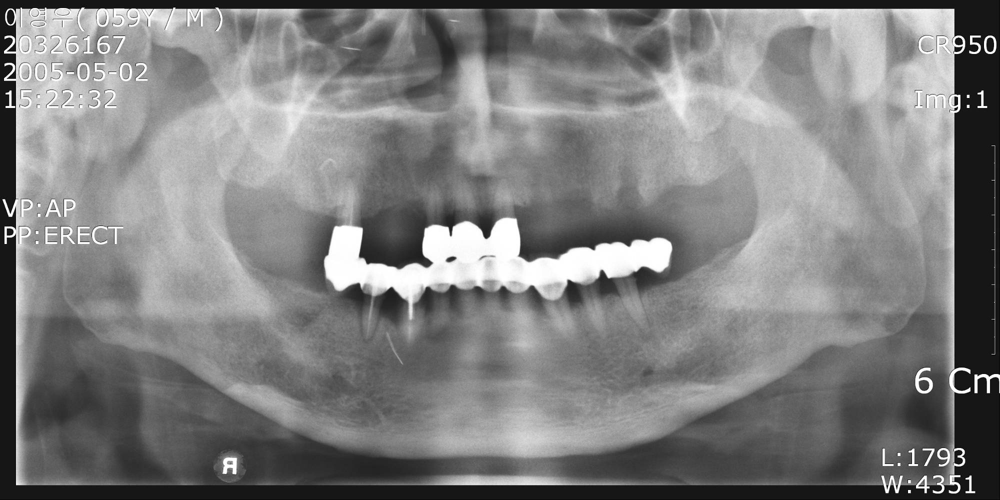 이영우( 059Y / M )
20326167
2005-05-02
15:22:32
CR950
Img:1
VP:AP
PP:ERECT
6 Cm
R
L:1793
W:4351